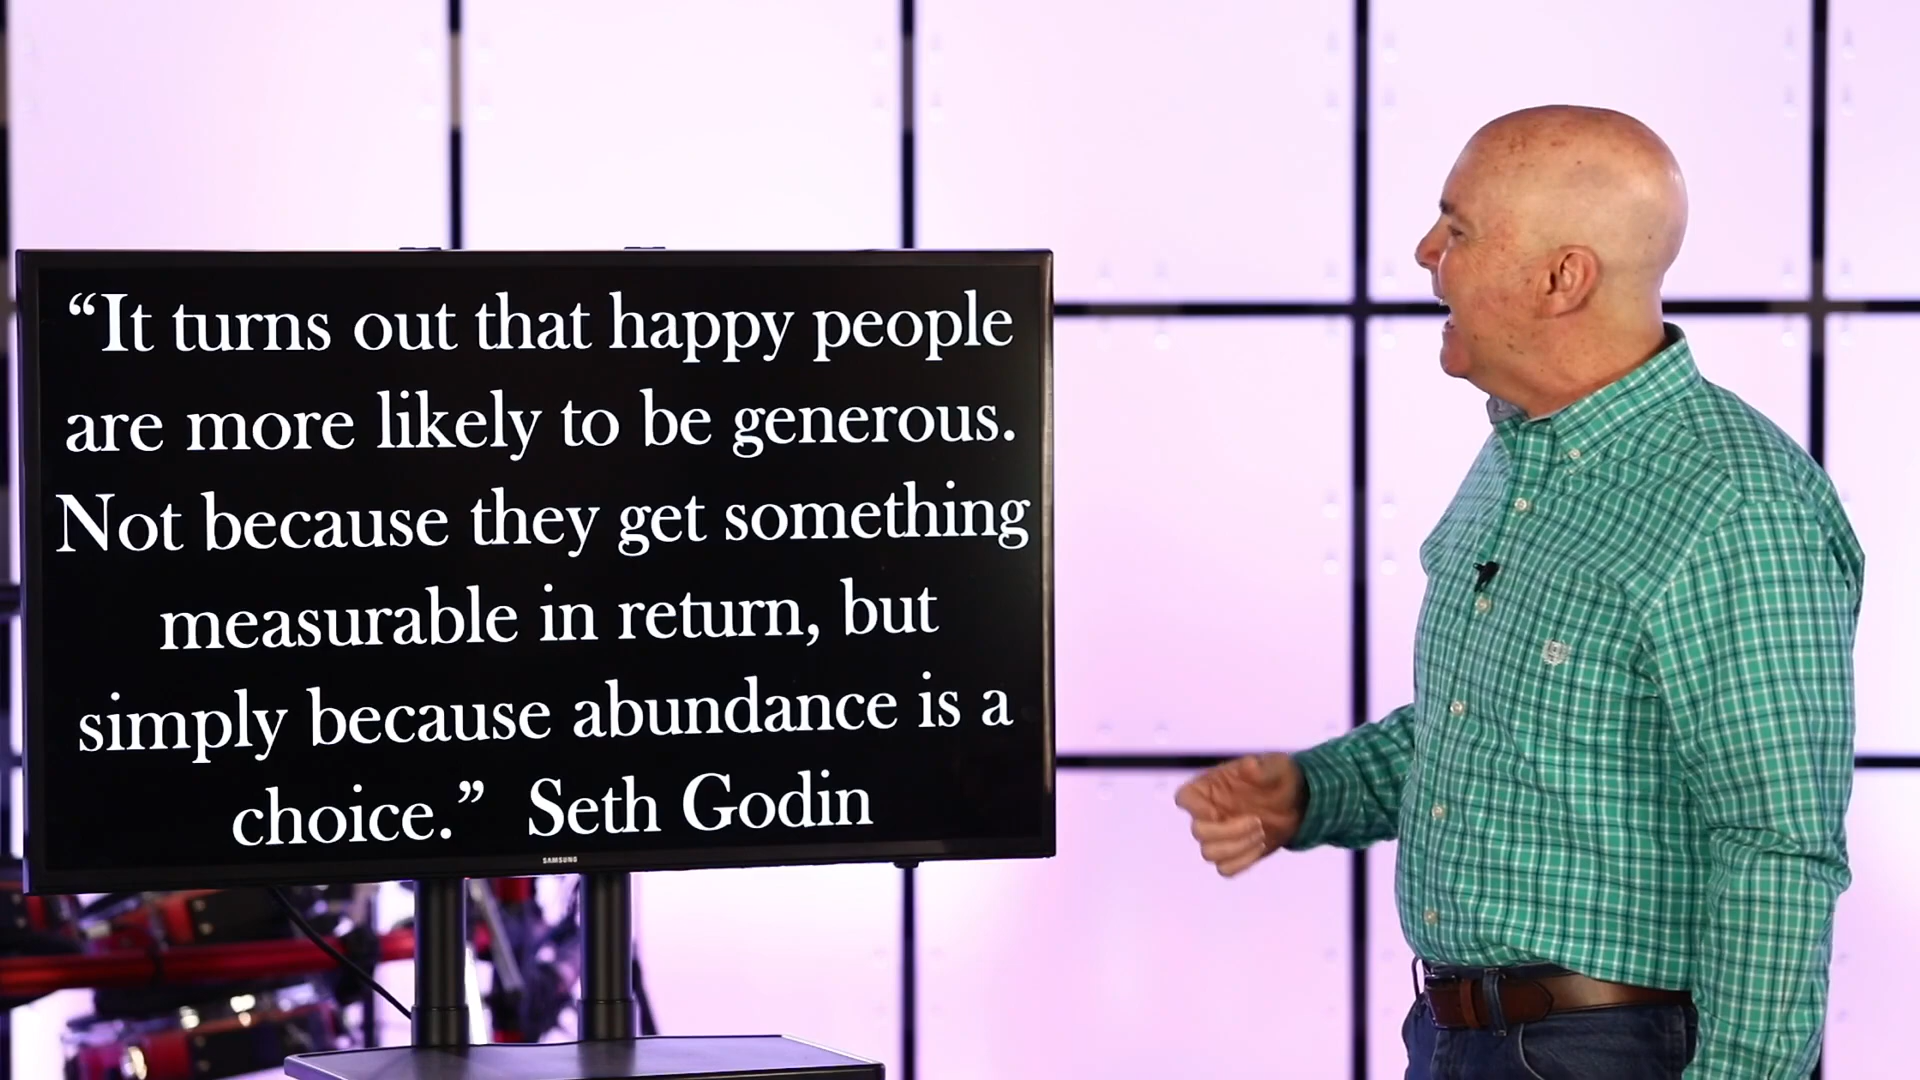 “It turns out that happy people
are more likely to be generous.
Not because they get something
measurable in return, but
simply because abundance is a
choice.”  Seth Godin
SAMSUNG